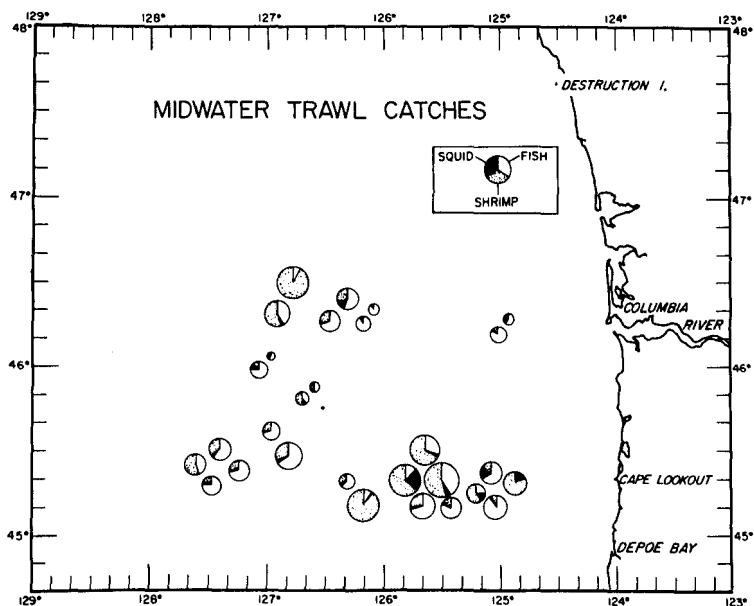 129° 128° 127° 126° 125° 124° 123°
48° 48°
DESTRUCTION I.
MIDWATER TRAWL CATCHES
SQUID FISH
SHRIMP
47° 47°
COLUMBIA
RIVER
46° 46°
CAPE LOOKOUT
45° 45°
DEPOE BAY
129° 128° 127° 126° 125° 124° 123°